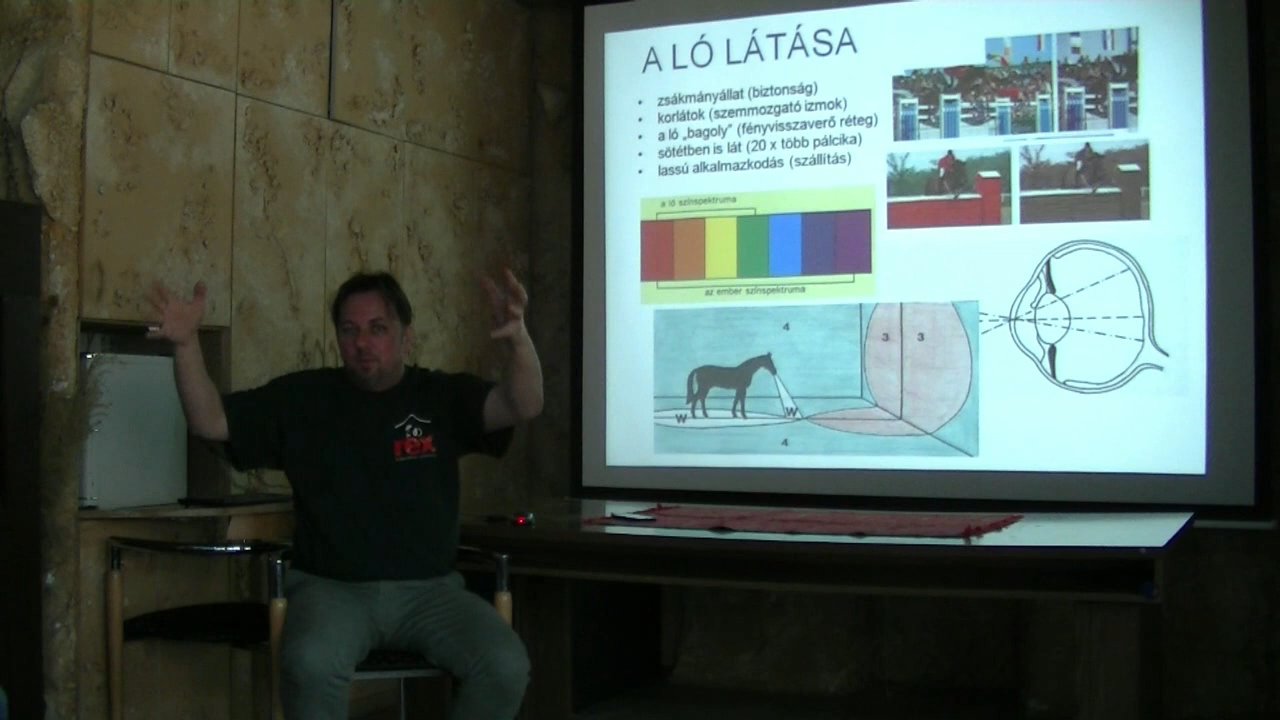 A LÓ LÁTÁSA
• zsákmányállat (biztonság)
• korlátok (szemmozgató izmok)
• a ló „bagoly” (fényvisszaverő réteg)
• sötétben is lát (20 x több pálcika)
• lassú alkalmazkodás (szállítás)
a ló színspektruma
az ember színspektruma
4
3 3
W W
4
rex